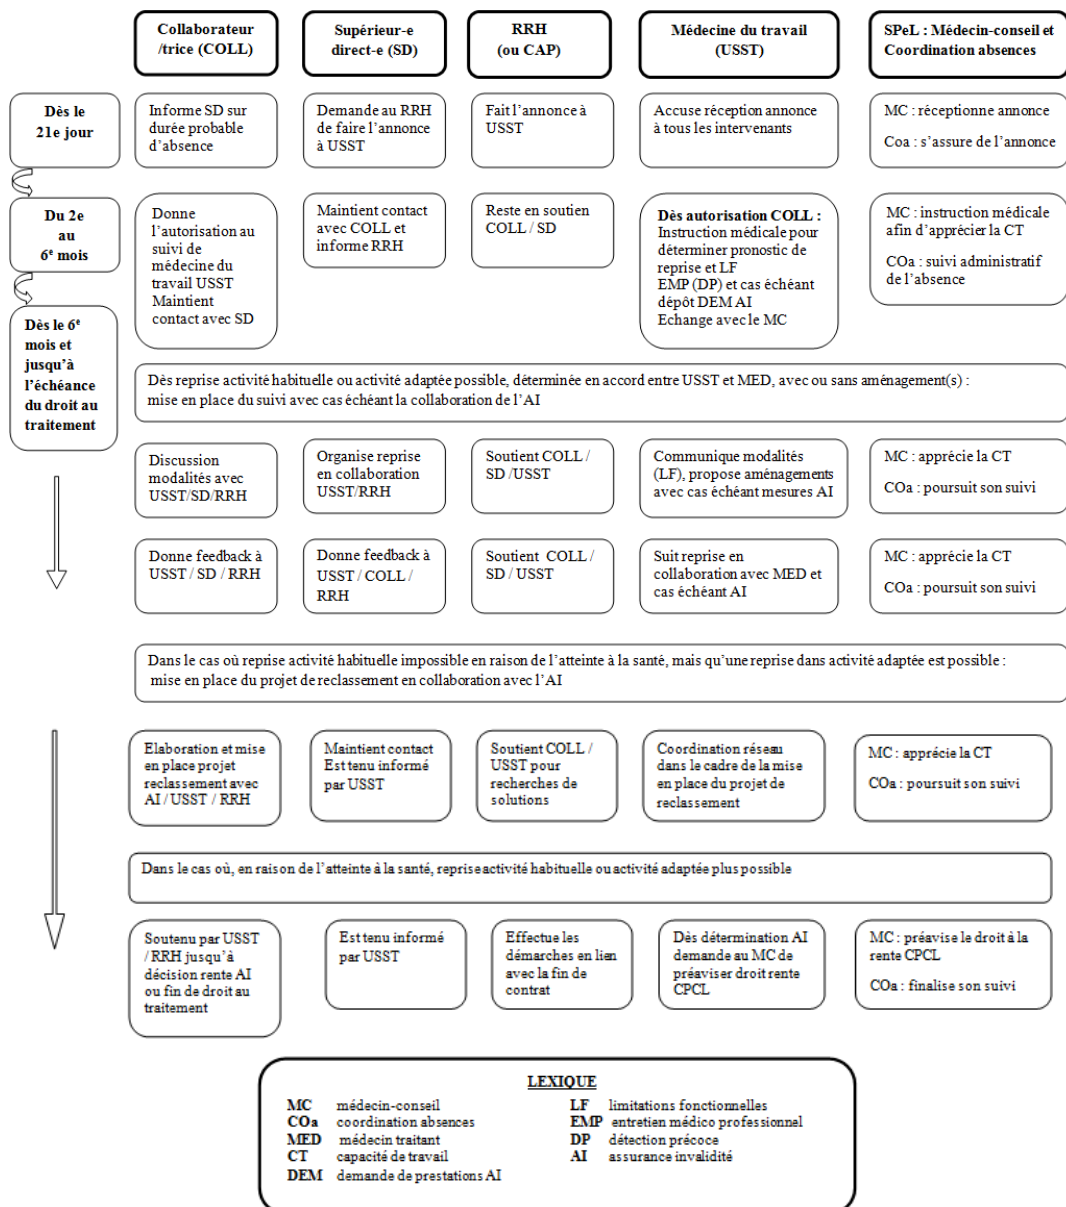 Collaborateur
/trice (COLL)
Supérieur-e
direct-e (SD)
RRH
(ou CAP)
Médecine du travail
(USST)
SPeL : Médecin-conseil et
Coordination absences
Dès le
21e jour
Informe SD sur
durée probable
d'absence
Demande au RRH
de faire l'annonce
à USST
Fait l'annonce à
USST
Accuse réception annonce
à tous les intervenants
MC : réceptionne annonce
Coa : s'assure de l'annonce
Du 2e
au
6e mois
Donne
l'autorisation au
suivi de
médecine du
travail USST
Maintient
contact avec SD
Maintient contact
avec COLL et
informe RRH
Reste en soutien
COLL / SD
Dès autorisation COLL :
Instruction médicale pour
déterminer pronostic de
reprise et LF
EMP (DP) et cas échéant
dépôt DEM AI
Echange avec le MC
MC : instruction médicale
afin d'apprécier la CT
COa : suivi administratif
de l'absence
Dès le 6e
mois et
jusqu'à
l'échéance
du droit au
traitement
Dès reprise activité habituelle ou activité adaptée possible, déterminée en accord entre USST et MED, avec ou sans aménagement(s) :
mise en place du suivi avec cas échéant la collaboration de l'AI
Discussion
modalités avec
USST/SD/RRH
Organise reprise
en collaboration
USST/RRH
Soutient COLL /
SD /USST
Communique modalités
(LF), propose aménagements
avec cas échéant mesures AI
MC : apprécie la CT
COa : poursuit son suivi
Donne feedback à
USST / SD / RRH
Donne feedback à
USST / COLL /
RRH
Soutient COLL /
SD / USST
Suit reprise en
collaboration avec MED et
cas échéant AI
MC : apprécie la CT
COa : poursuit son suivi
Dans le cas où reprise activité habituelle impossible en raison de l'atteinte à la santé, mais qu'une reprise dans activité adaptée est possible :
mise en place du projet de reclassement en collaboration avec l'AI
Elaboration et mise
en place projet
reclassement avec
AI / USST / RRH
Maintient contact
Est tenu informé
par USST
Soutient COLL /
USST pour
recherches de
solutions
Coordination réseau
dans le cadre de la mise
en place du projet de
reclassement
MC : apprécie la CT
COa : poursuit son suivi
Dans le cas où, en raison de l'atteinte à la santé, reprise activité habituelle ou activité adaptée plus possible
Soutenu par USST
/ RRH jusqu'à
décision rente AI
ou fin de droit au
traitement
Est tenu informé
par USST
Effectue les
démarches en lien
avec la fin de
contrat
Dès détermination AI
demande au MC de
préaviser droit rente
CPCL
MC : préavise le droit à la
rente CPCL
COa : finalise son suivi
LEXIQUE
MC médecin-conseil
COa coordination absences
MED médecin traitant
CT capacité de travail
DEM demande de prestations AI
LF limitations fonctionnelles
EMP entretien médico professionnel
DP détection précoce
AI assurance invalidité